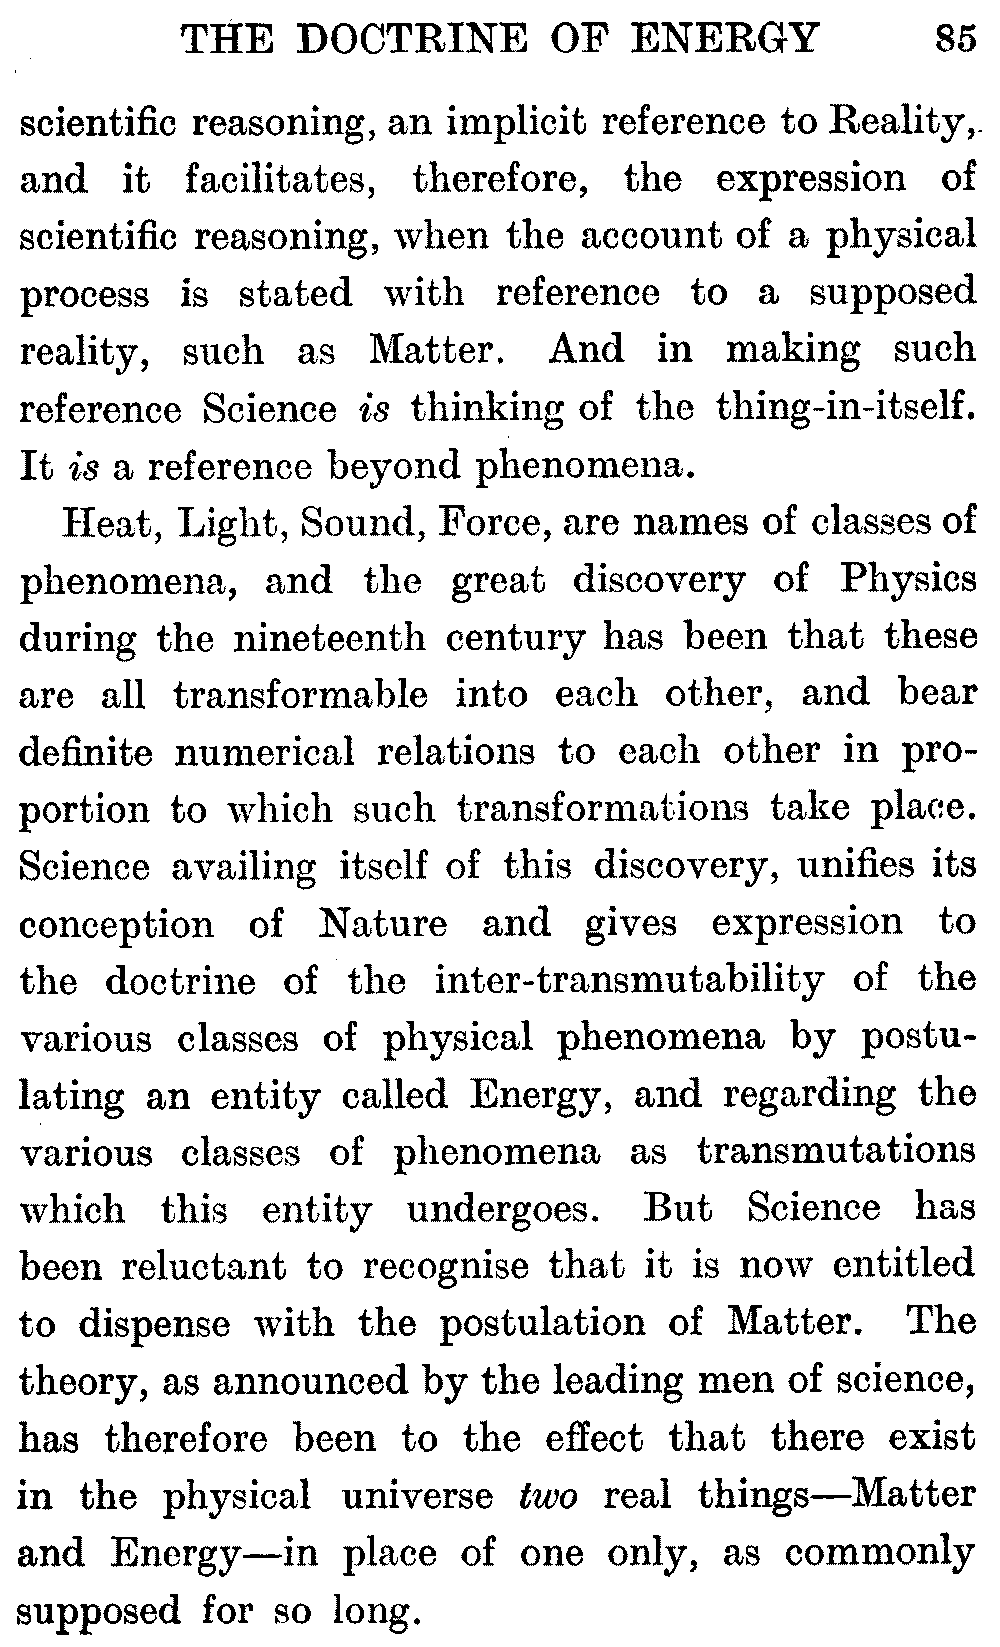 THE DOCTRINE OF ENERGY 85
scientific reasoning, an implicit reference to Reality,
and it facilitates, therefore, the expression of
scientific reasoning, when the account of a physical
process is stated with reference to a supposed
reality, such as Matter. And in making such
reference Science is thinking of the thing-in-itself.
It is a reference beyond phenomena.
Heat, Light, Sound, Force, are names of classes of
phenomena, and the great discovery of Physics
during the nineteenth century has been that these
are all transformable into each other, and bear
definite numerical relations to each other in pro-
portion to which such transformations take place.
Science availing itself of this discovery, unifies its
conception of Nature and gives expression to
the doctrine of the inter-transmutability of the
various classes of physical phenomena by postu-
lating an entity called Energy, and regarding the
various classes of phenomena as transmutations
which this entity undergoes. But Science has
been reluctant to recognise that it is now entitled
to dispense with the postulation of Matter. The
theory, as announced by the leading men of science,
has therefore been to the effect that there exist
in the physical universe two real things—Matter
and Energy—in place of one only, as commonly
supposed for so long.